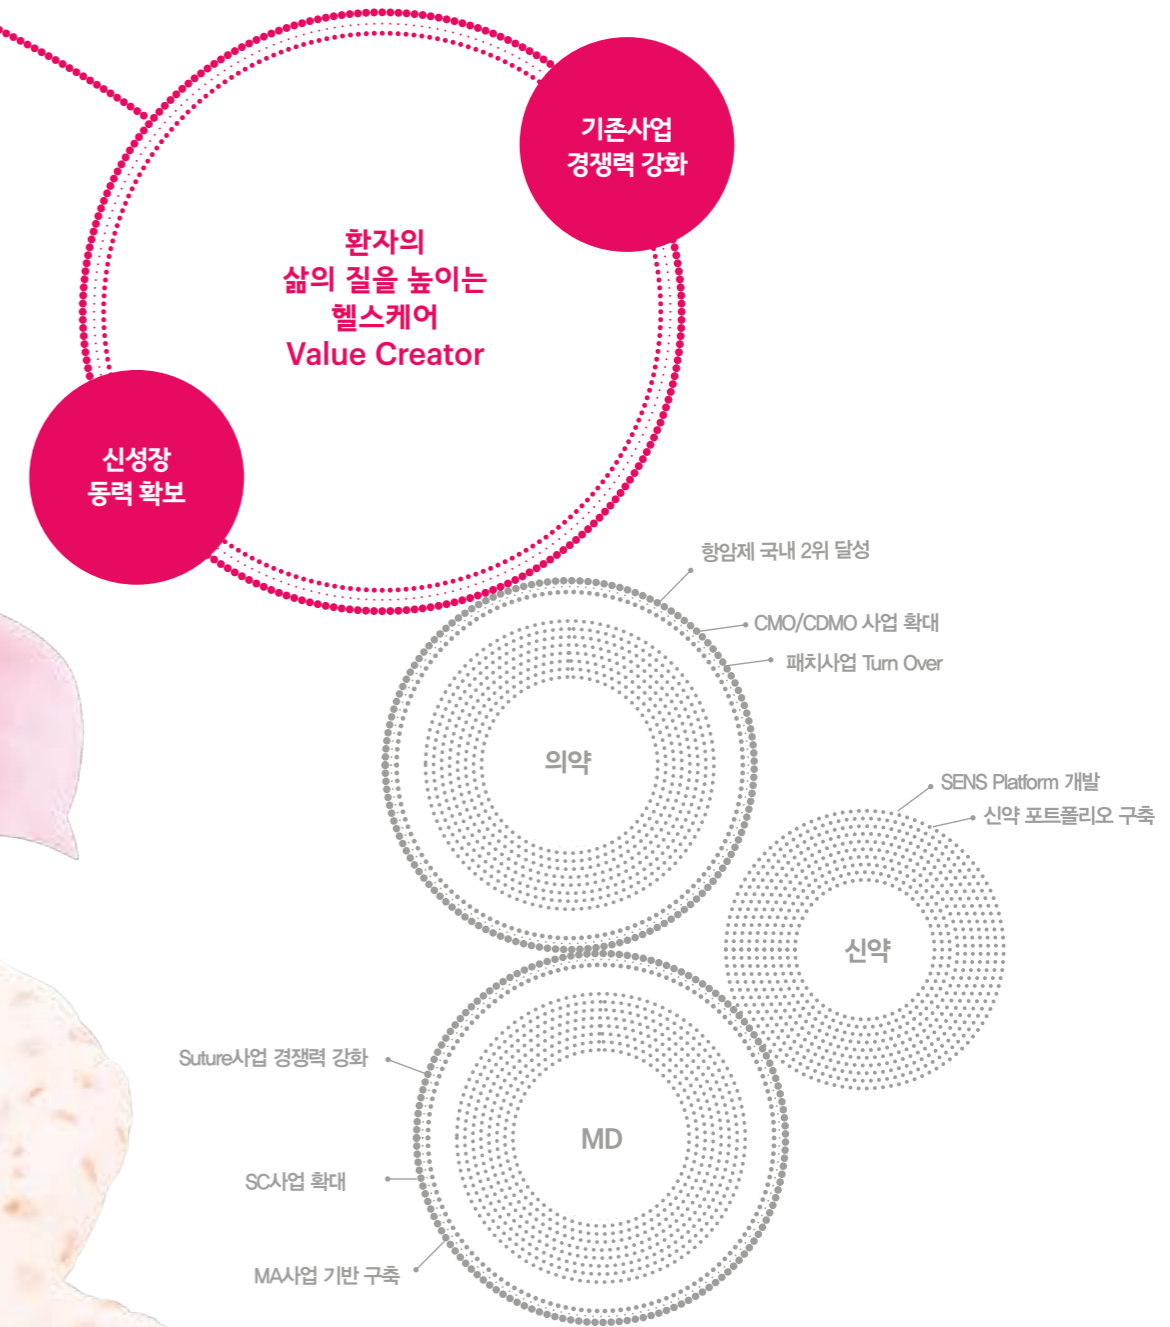 기존사업
경쟁력 강화
환자의
삶의 질을 높이는
헬스케어
Value Creator
신성장
동력 확보
항암제 국내 2위 달성
CMO/CDMO 사업 확대
패치사업 Turn Over
의약
SENS Platform 개발
신약 포트폴리오 구축
신약
Suture사업 경쟁력 강화
MD
SC사업 확대
MA사업 기반 구축